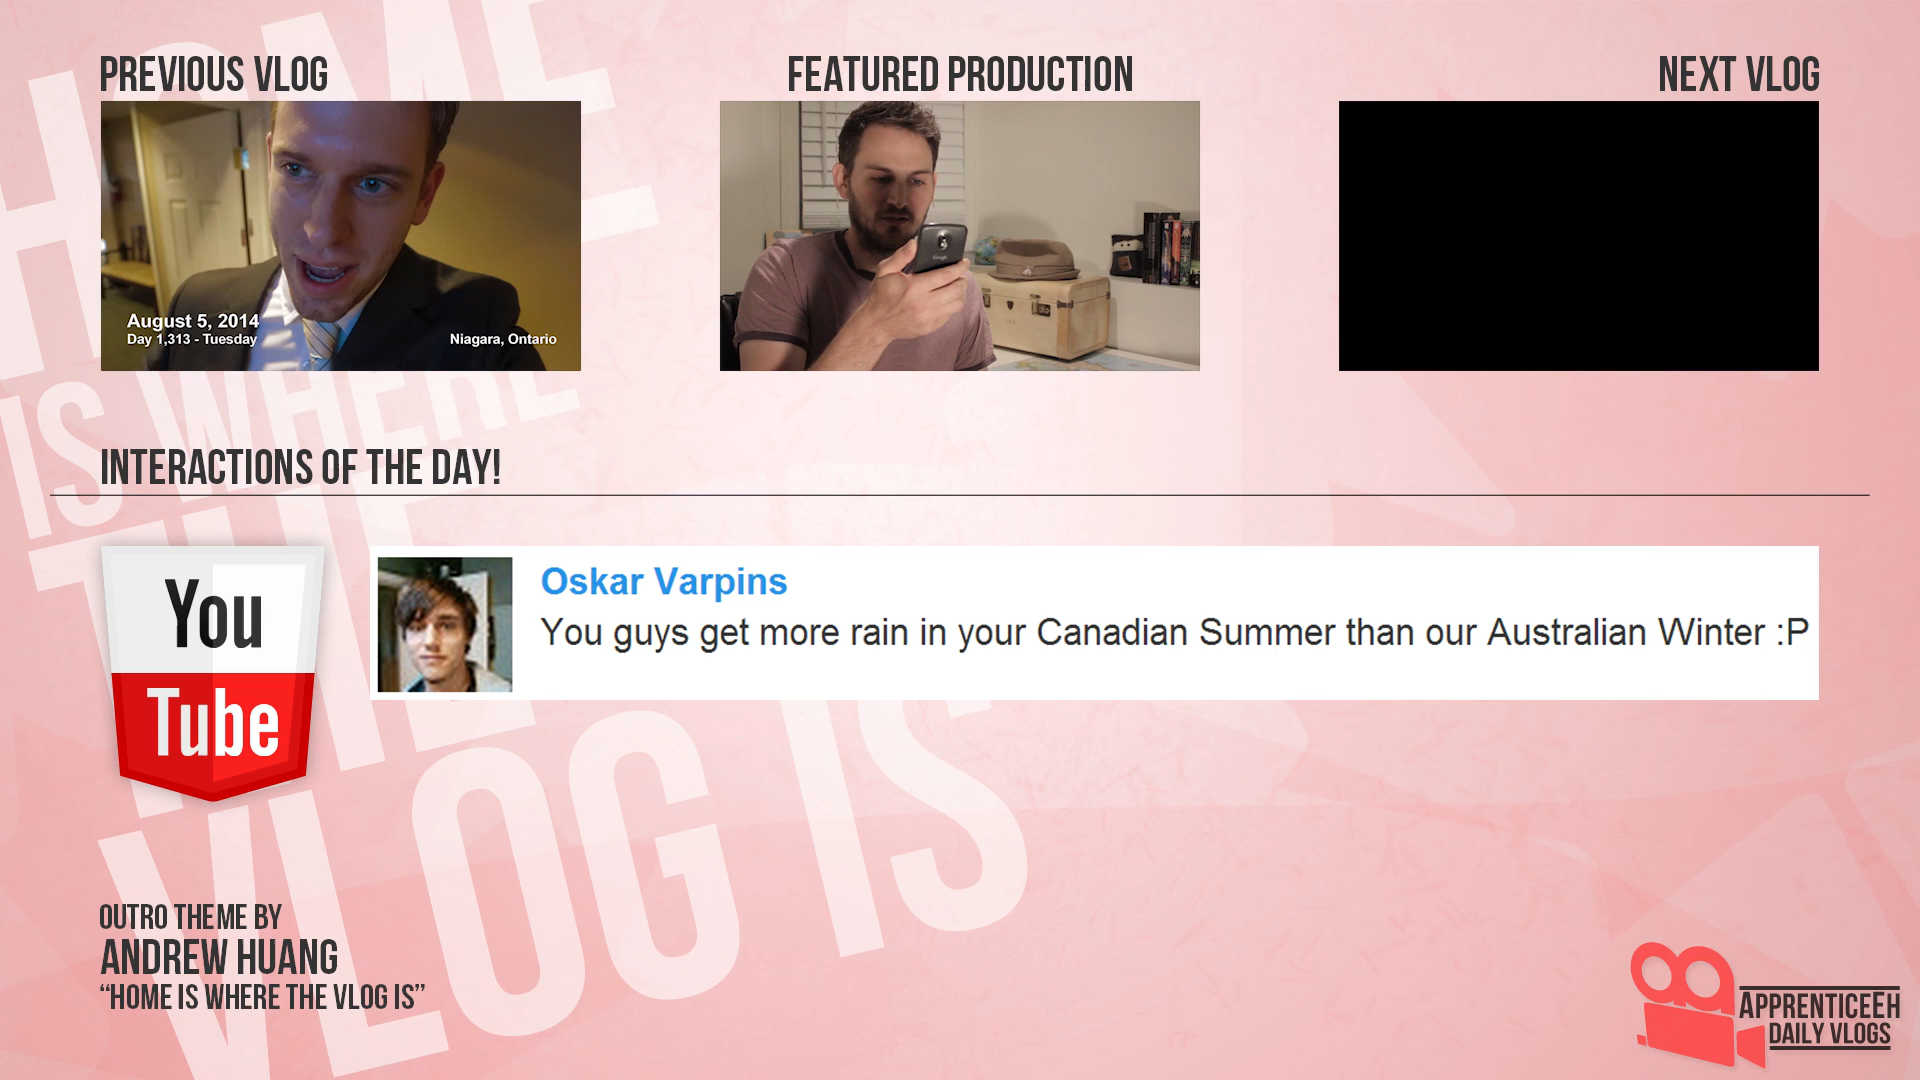 PREVIOUS VLOG
FEATURED PRODUCTION
NEXT VLOG
August 5, 2014
Day 1,313 - Tuesday
Niagara, Ontario
Google
HOME
IS WHERE
THE
VLOG IS
INTERACTIONS OF THE DAY!
You
Tube
Oskar Varpins
You guys get more rain in your Canadian Summer than our Australian Winter :P
OUTRO THEME BY
ANDREW HUANG
“HOME IS WHERE THE VLOG IS”
APPRENTICEEH
DAILY VLOGS